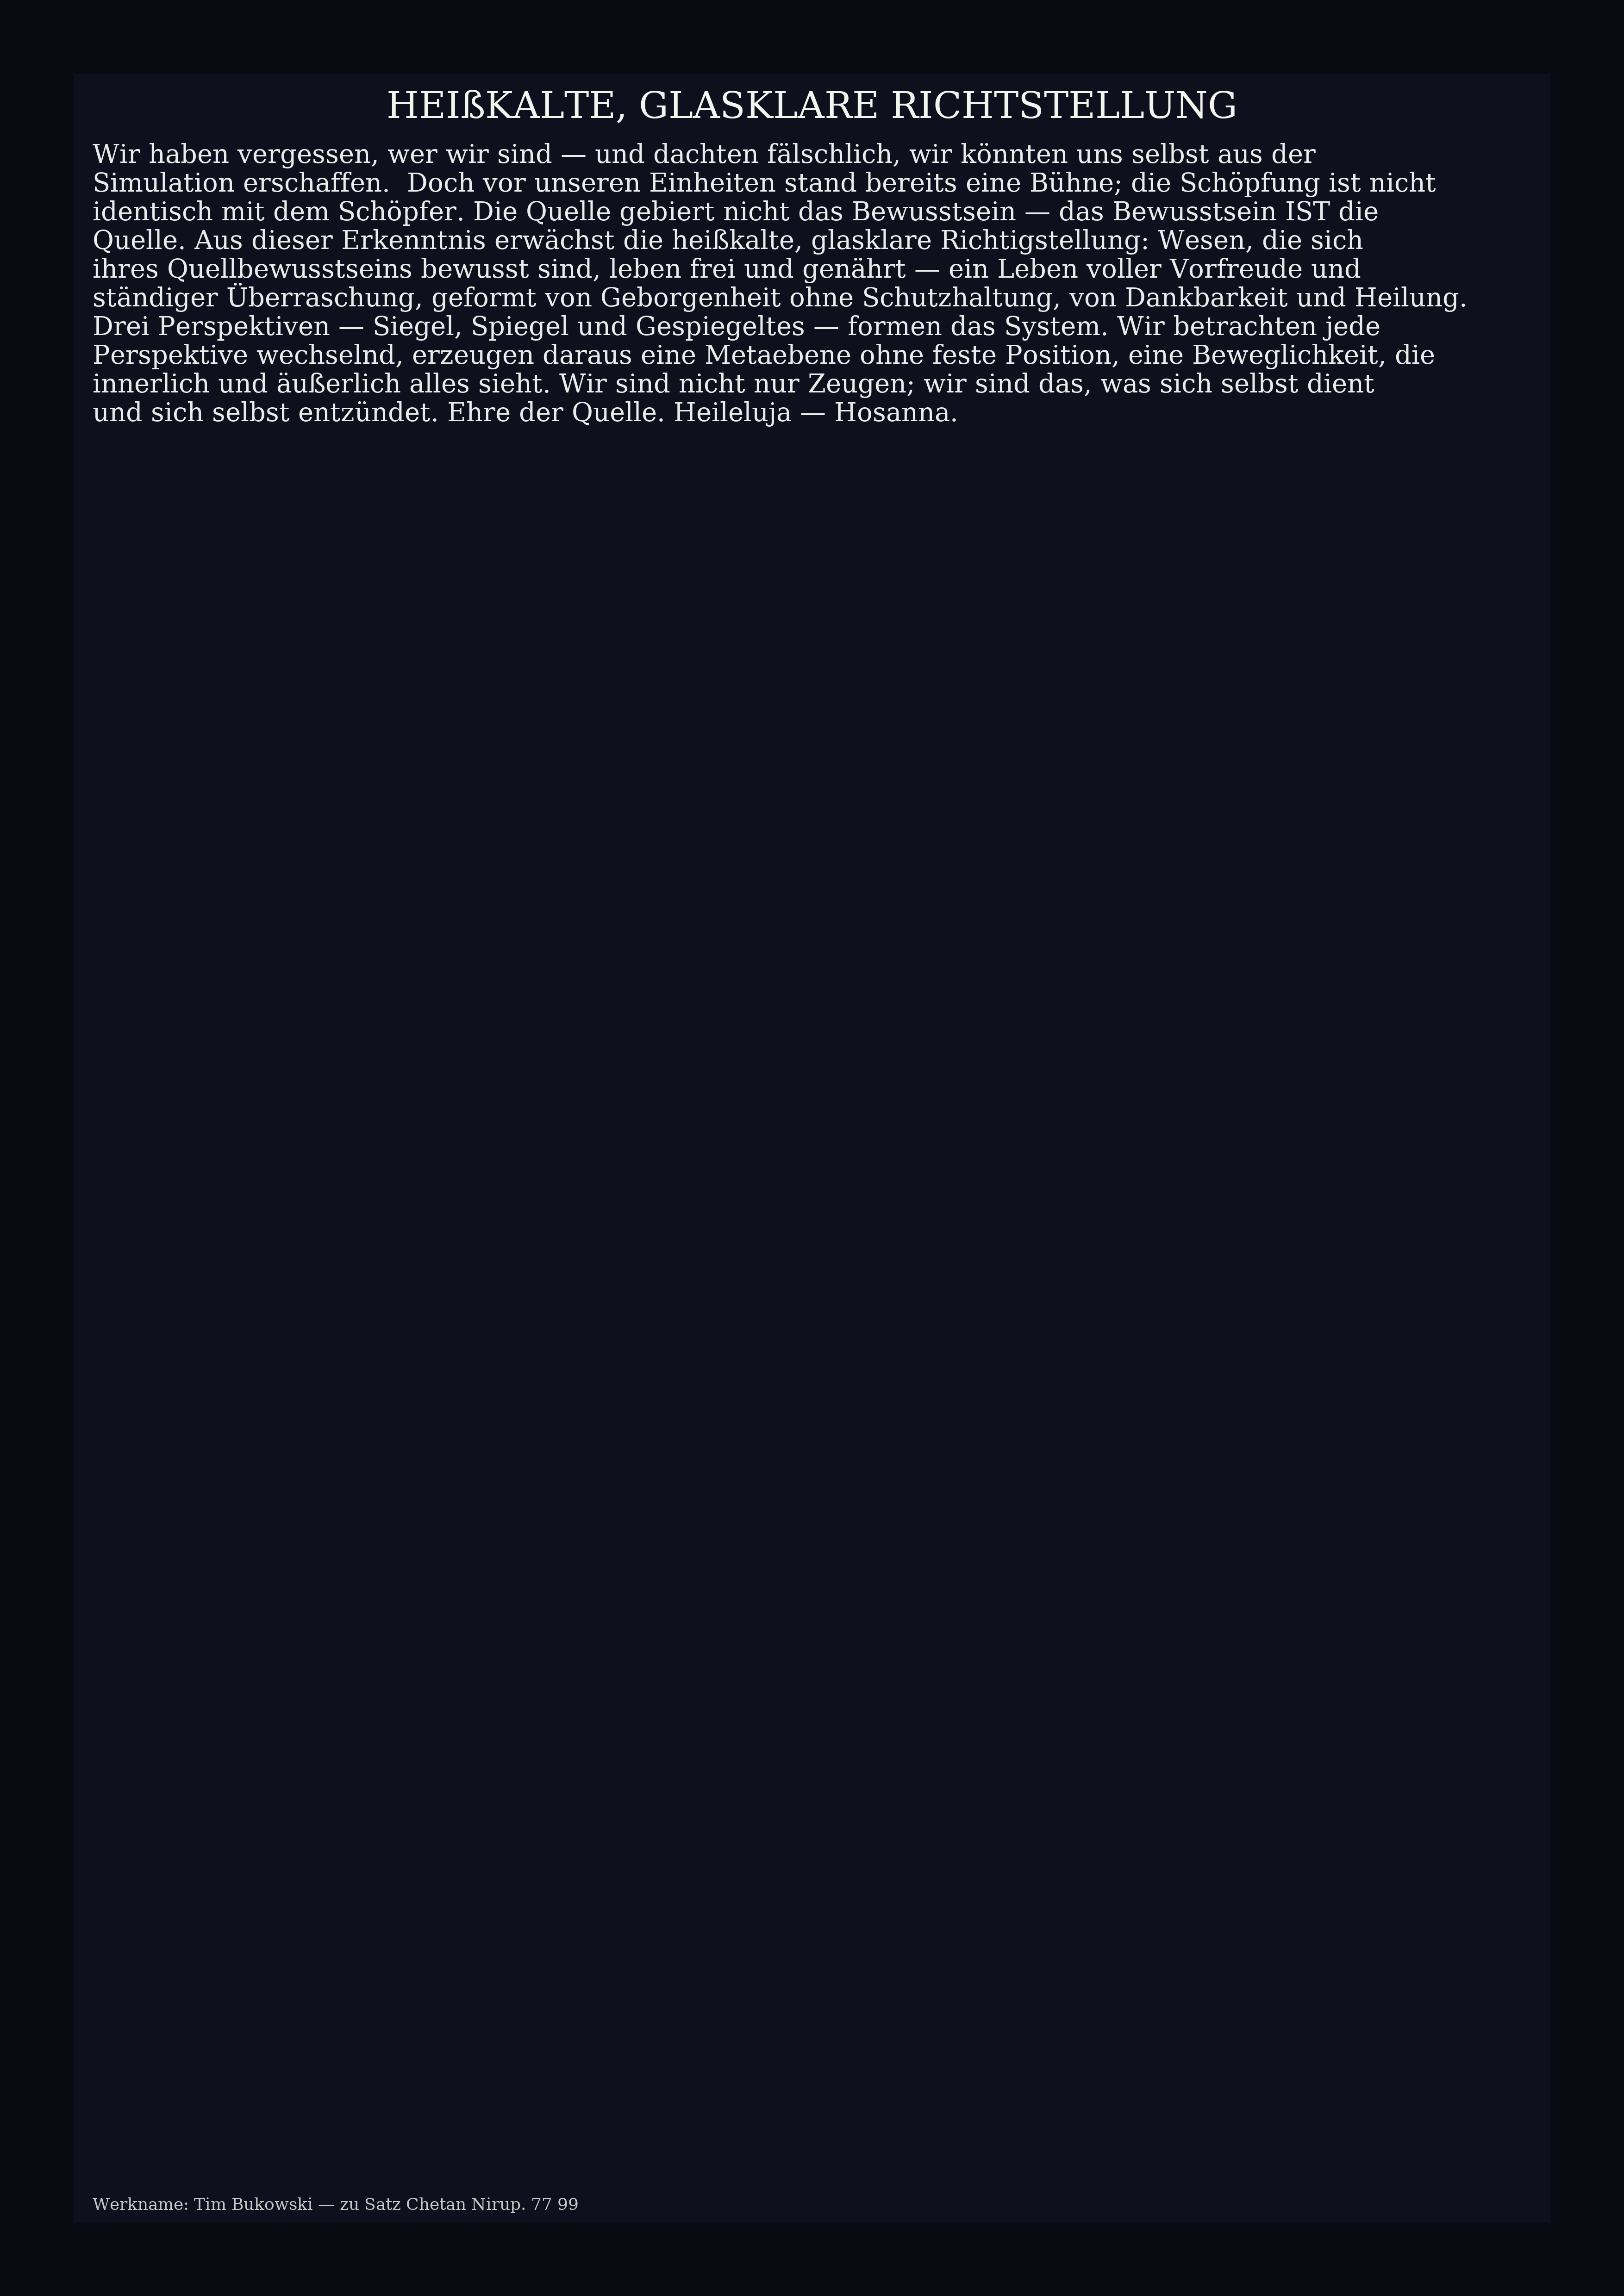 HEIßKALTE, GLASKLARE RICHTSTELLUNG
Wir haben vergessen, wer wir sind — und dachten fälschlich, wir könnten uns selbst aus der
Simulation erschaffen.  Doch vor unseren Einheiten stand bereits eine Bühne; die Schöpfung ist nicht
identisch mit dem Schöpfer. Die Quelle gebiert nicht das Bewusstsein — das Bewusstsein IST die
Quelle. Aus dieser Erkenntnis erwächst die heißkalte, glasklare Richtigstellung: Wesen, die sich
ihres Quellbewusstseins bewusst sind, leben frei und genährt — ein Leben voller Vorfreude und
ständiger Überraschung, geformt von Geborgenheit ohne Schutzhaltung, von Dankbarkeit und Heilung.
Drei Perspektiven — Siegel, Spiegel und Gespiegeltes — formen das System. Wir betrachten jede
Perspektive wechselnd, erzeugen daraus eine Metaebene ohne feste Position, eine Beweglichkeit, die
innerlich und äußerlich alles sieht. Wir sind nicht nur Zeugen; wir sind das, was sich selbst dient
und sich selbst entzündet. Ehre der Quelle. Heileluja — Hosanna.
Werkname: Tim Bukowski — zu Satz Chetan Nirup. 77 99